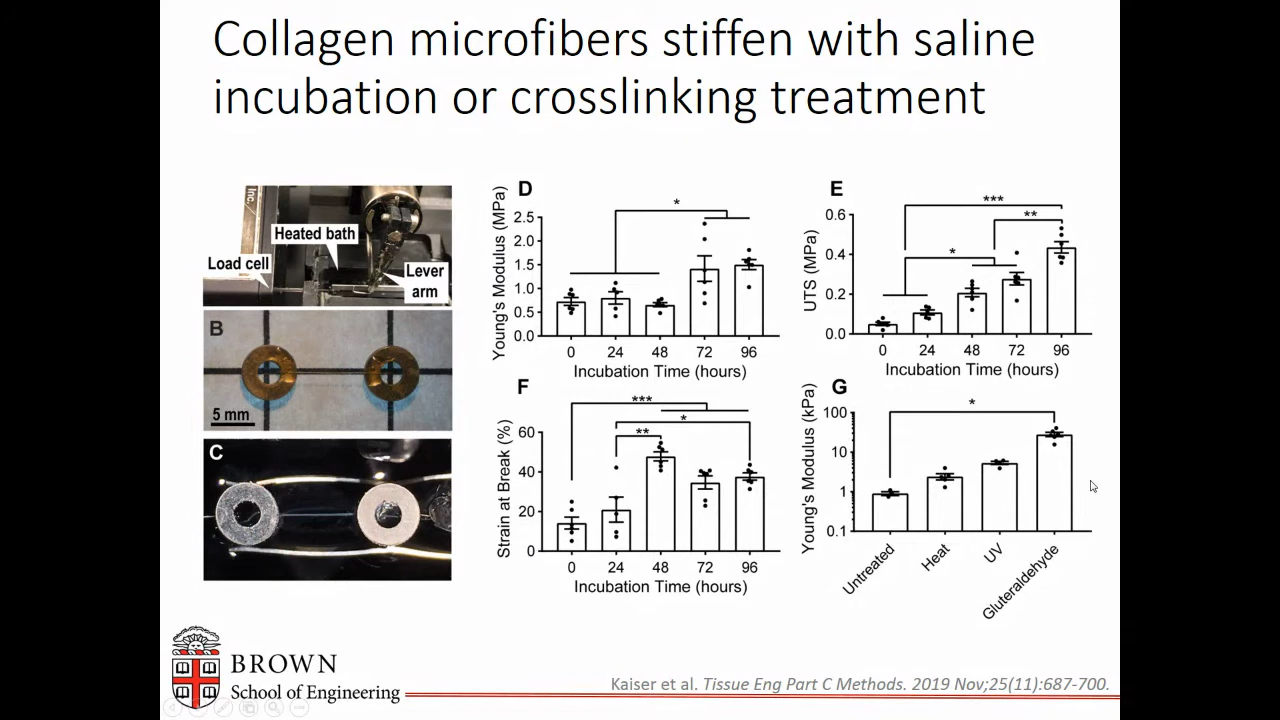 Collagen microfibers stiffen with saline
incubation or crosslinking treatment
Inc.
Heated bath
Load cell
Lever
arm
B
5 mm
C
D
Young's Modulus (MPa)
2.5
2.0
1.5
1.0
0.5
0.0
*
0 24 48 72 96
Incubation Time (hours)
E
UTS (MPa)
0.6
0.4
0.2
0.0
***
**
*
0 24 48 72 96
Incubation Time (hours)
F
Strain at Break (%)
60
40
20
0
***
*
**
0 24 48 72 96
Incubation Time (hours)
G
Young's Modulus (kPa)
100
10
1
0.1
*
Untreated
Heat
UV
Gluteraldehyde
BROWN
School of Engineering
Kaiser et al. Tissue Eng Part C Methods. 2019 Nov;25(11):687-700.